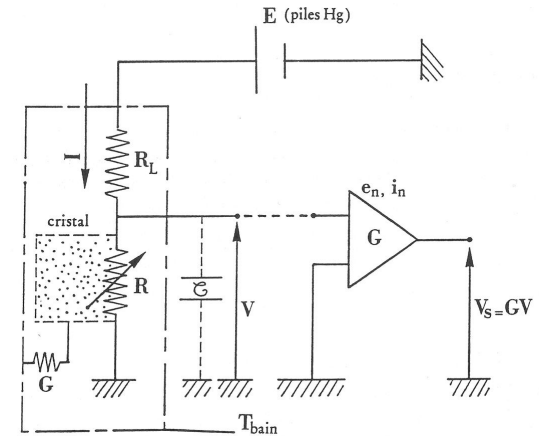 E (piles Hg)
I
R_L
e_n, i_n
cristal
G
R
𝒞
V
V_S=GV
G
T_bain